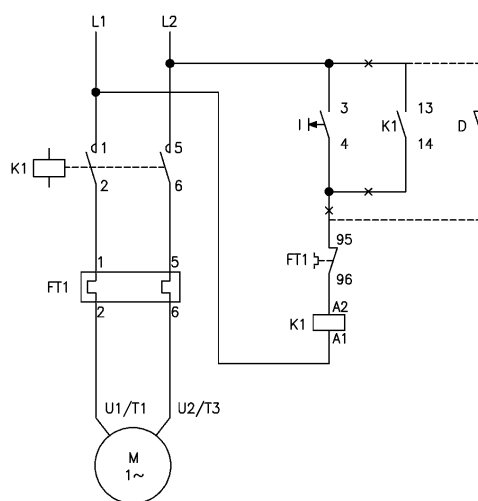 L1 L2
3 13
I K1 D
4 14
1 5
K1
2 6
95
FT1
96
1 5
FT1
2 6
A2
K1
A1
U1/T1 U2/T3
M
1~